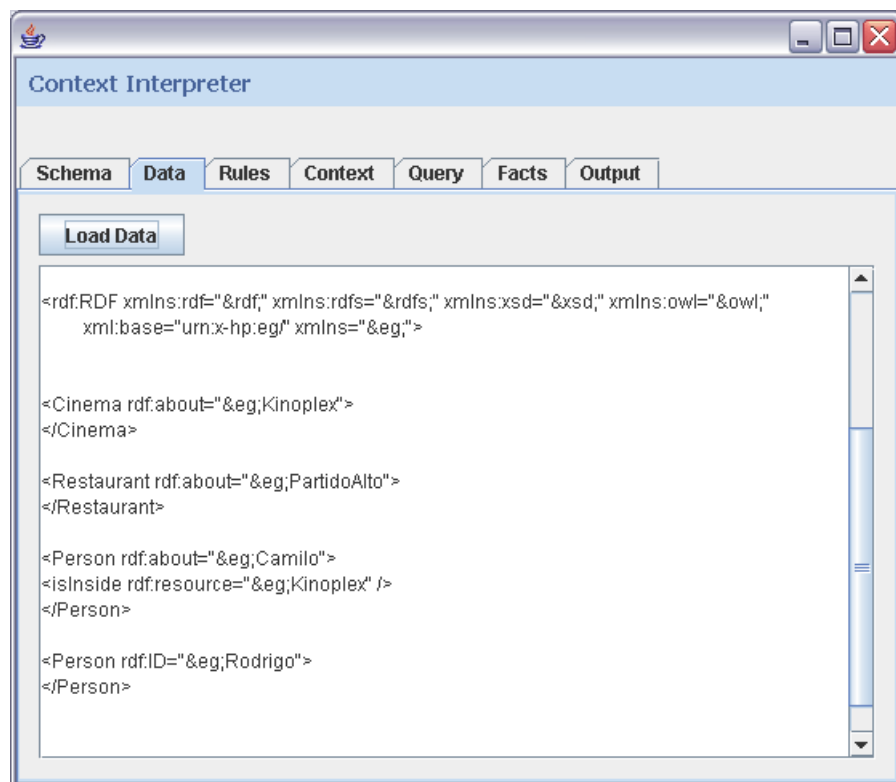 Context Interpreter
Schema Data Rules Context Query Facts Output
Load Data
<rdf:RDF xmlns:rdf="&rdf;" xmlns:rdfs="&rdfs;" xmlns:xsd="&xsd;" xmlns:owl="&owl;"
xml:base="urn:x-hp:eg/" xmlns="&eg;">
<Cinema rdf:about="&eg;Kinoplex">
</Cinema>
<Restaurant rdf:about="&eg;PartidoAlto">
</Restaurant>
<Person rdf:about="&eg;Camilo">
<isInside rdf:resource="&eg;Kinoplex" />
</Person>
<Person rdf:ID="&eg;Rodrigo">
</Person>